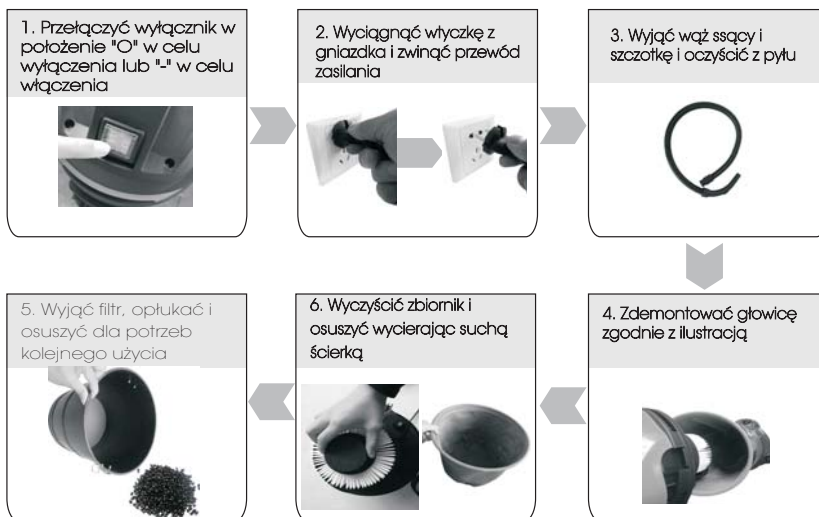 1. Przełączyć wyłącznik w
położenie "O" w celu
wyłączenia lub "-" w celu
włączenia
2. Wyciągnąć wtyczkę z
gniazdka i zwinąć przewód
zasilania
3. Wyjąć wąż ssący i
szczotkę i oczyścić z pyłu
4. Zdemontować głowicę
zgodnie z ilustracją
6. Wyczyścić zbiornik i
osuszyć wycierając suchą
ścierką
5. Wyjąć filtr, opłukać i
osuszyć dla potrzeb
kolejnego użycia